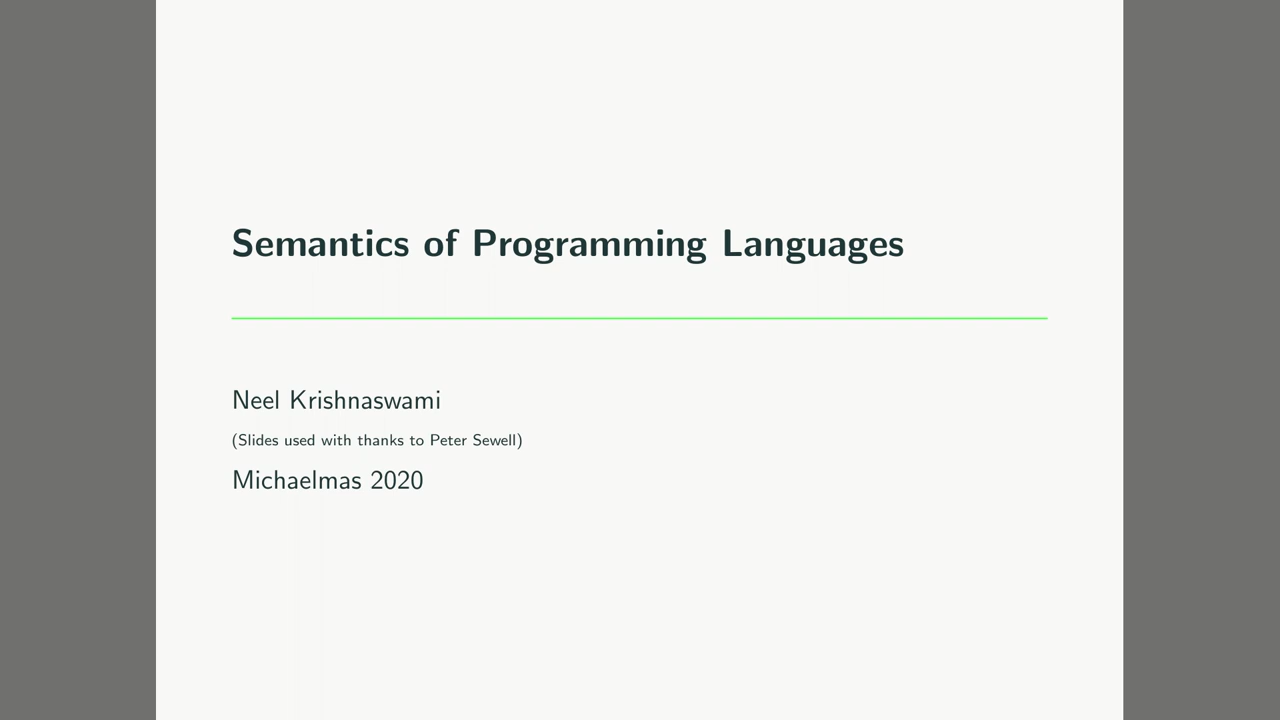 Semantics of Programming Languages
Neel Krishnaswami
(Slides used with thanks to Peter Sewell)
Michaelmas 2020